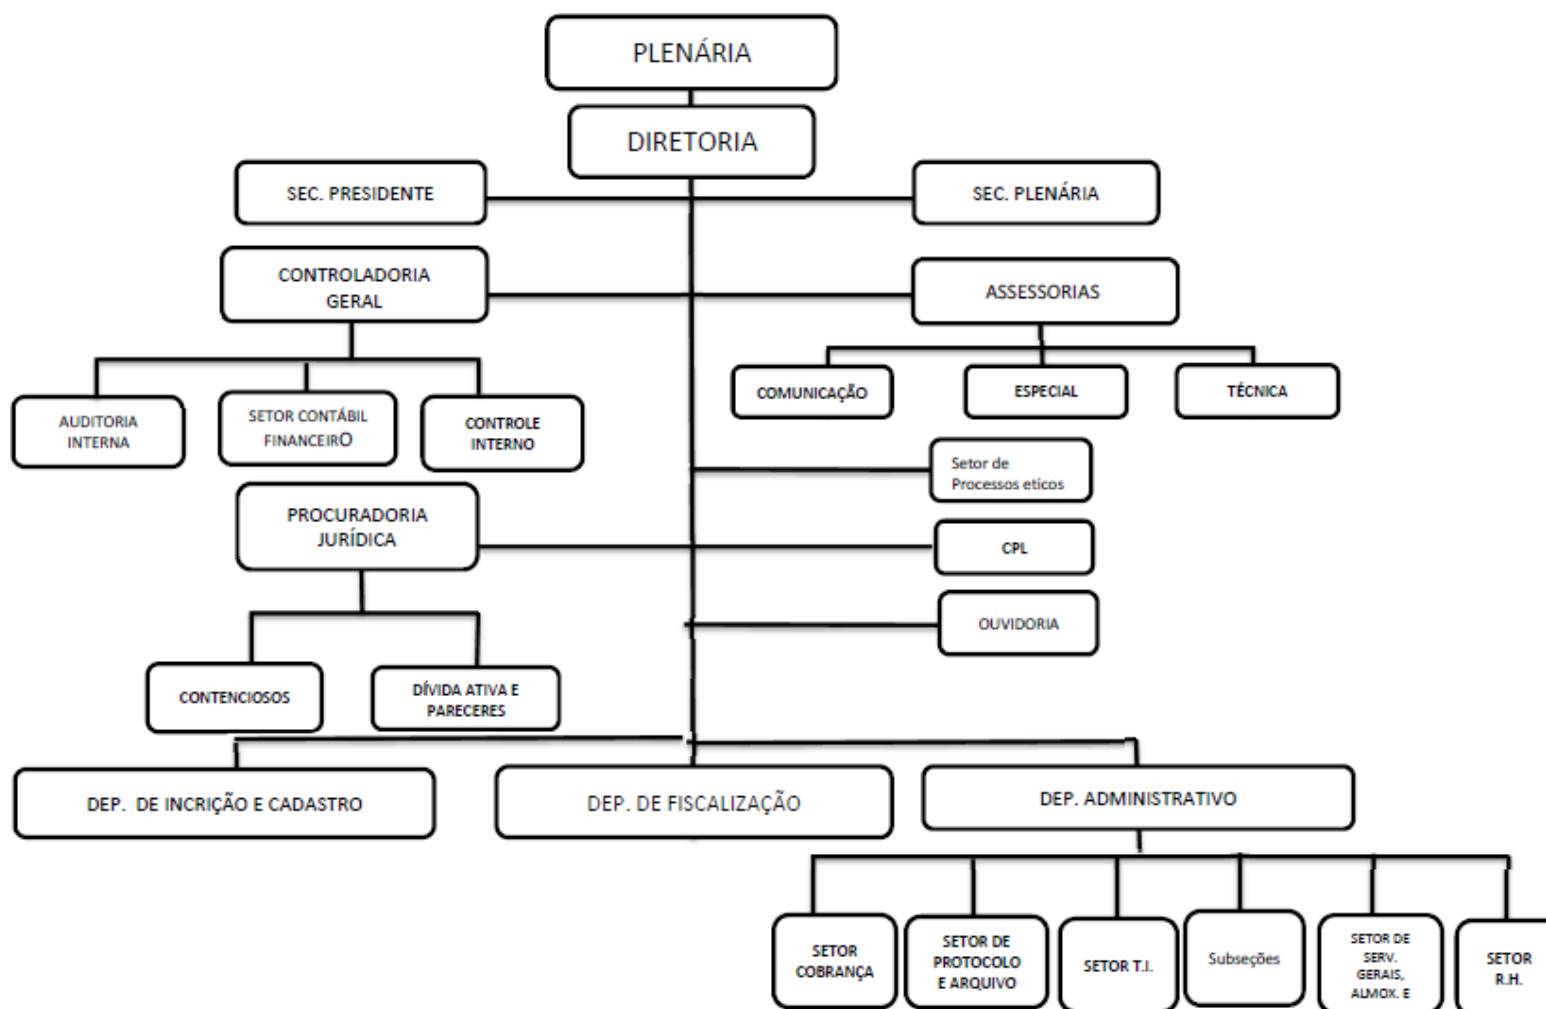 PLENÁRIA
DIRETORIA
SEC. PRESIDENTE
SEC. PLENÁRIA
CONTROLADORIA
GERAL
ASSESSORIAS
COMUNICAÇÃO
ESPECIAL
TÉCNICA
AUDITORIA
INTERNA
SETOR CONTÁBIL
FINANCEIRO
CONTROLE
INTERNO
Setor de
Processos eticos
PROCURADORIA
JURÍDICA
CPL
OUVIDORIA
CONTENCIOSOS
DÍVIDA ATIVA E
PARECERES
DEP. DE INCRIÇÃO E CADASTRO
DEP. DE FISCALIZAÇÃO
DEP. ADMINISTRATIVO
SETOR
COBRANÇA
SETOR DE
PROTOCOLO
E ARQUIVO
SETOR T.I.
Subseções
SETOR DE
SERV.
GERAIS,
ALMOX. E
SETOR
R.H.